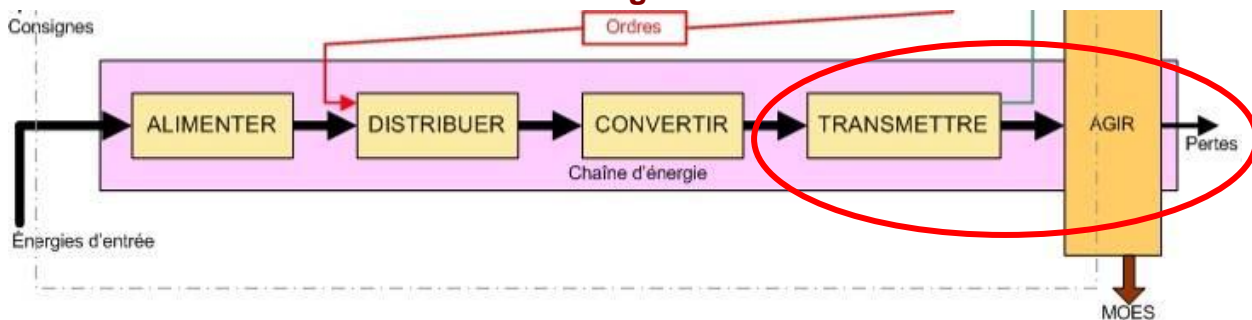 Consignes
Ordres
ALIMENTER
DISTRIBUER
CONVERTIR
TRANSMETTRE
AGIR
Pertes
Chaîne d'énergie
Énergies d'entrée
MOES